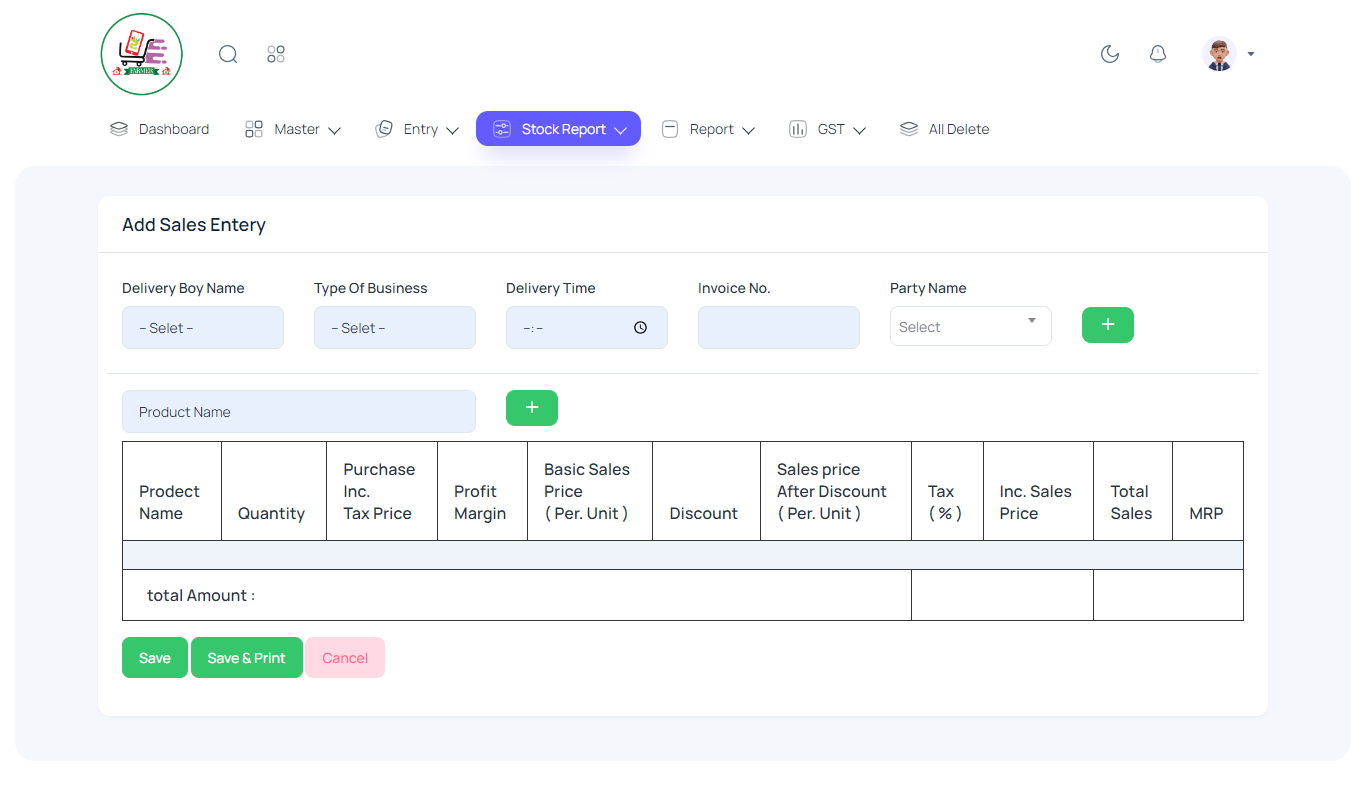 FARMER
Dashboard
Master
Entry
Stock Report
Report
GST
All Delete
Add Sales Entery
Delivery Boy Name
Type Of Business
Delivery Time
Invoice No.
Party Name
-- Selet --
-- Selet --
--:--
Select
+
Product Name
+
Prodect
Name
Quantity
Purchase
Inc.
Tax Price
Profit
Margin
Basic Sales
Price
( Per. Unit )
Discount
Sales price
After Discount
( Per. Unit )
Tax
( % )
Inc. Sales
Price
Total
Sales
MRP
total Amount :
Save
Save & Print
Cancel